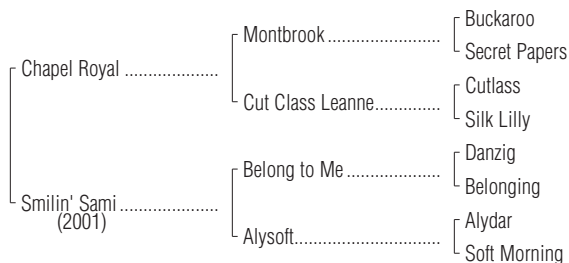 Buckaroo
Montbrook........................
Secret Papers
Chapel Royal ....................
Cutlass
Cut Class Leanne..............
Silk Lilly
Danzig
Belong to Me ....................
Belonging
Smilin' Sami .....................
(2001)
Alydar
Alysoft...............................
Soft Morning